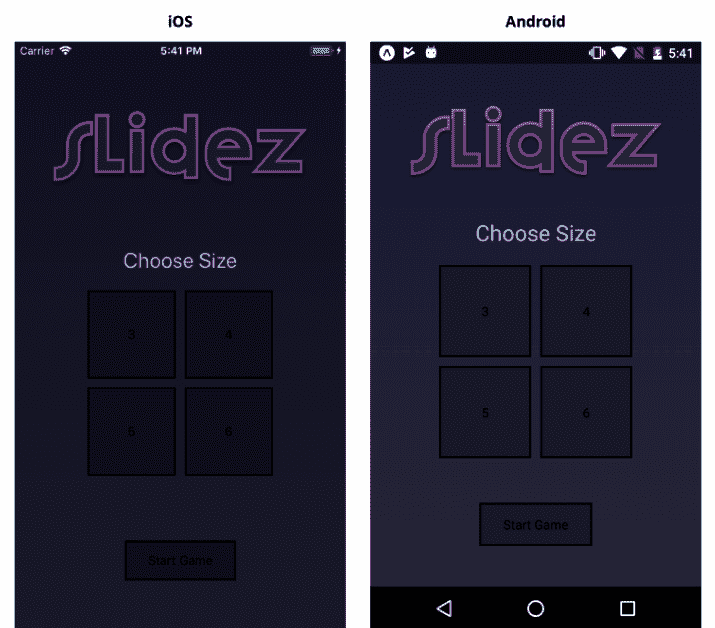 iOS
Carrier 5:41 PM
SLidez
Choose Size
3 4
5 6
Start Game
Android
5:41
SLidez
Choose Size
3 4
5 6
Start Game